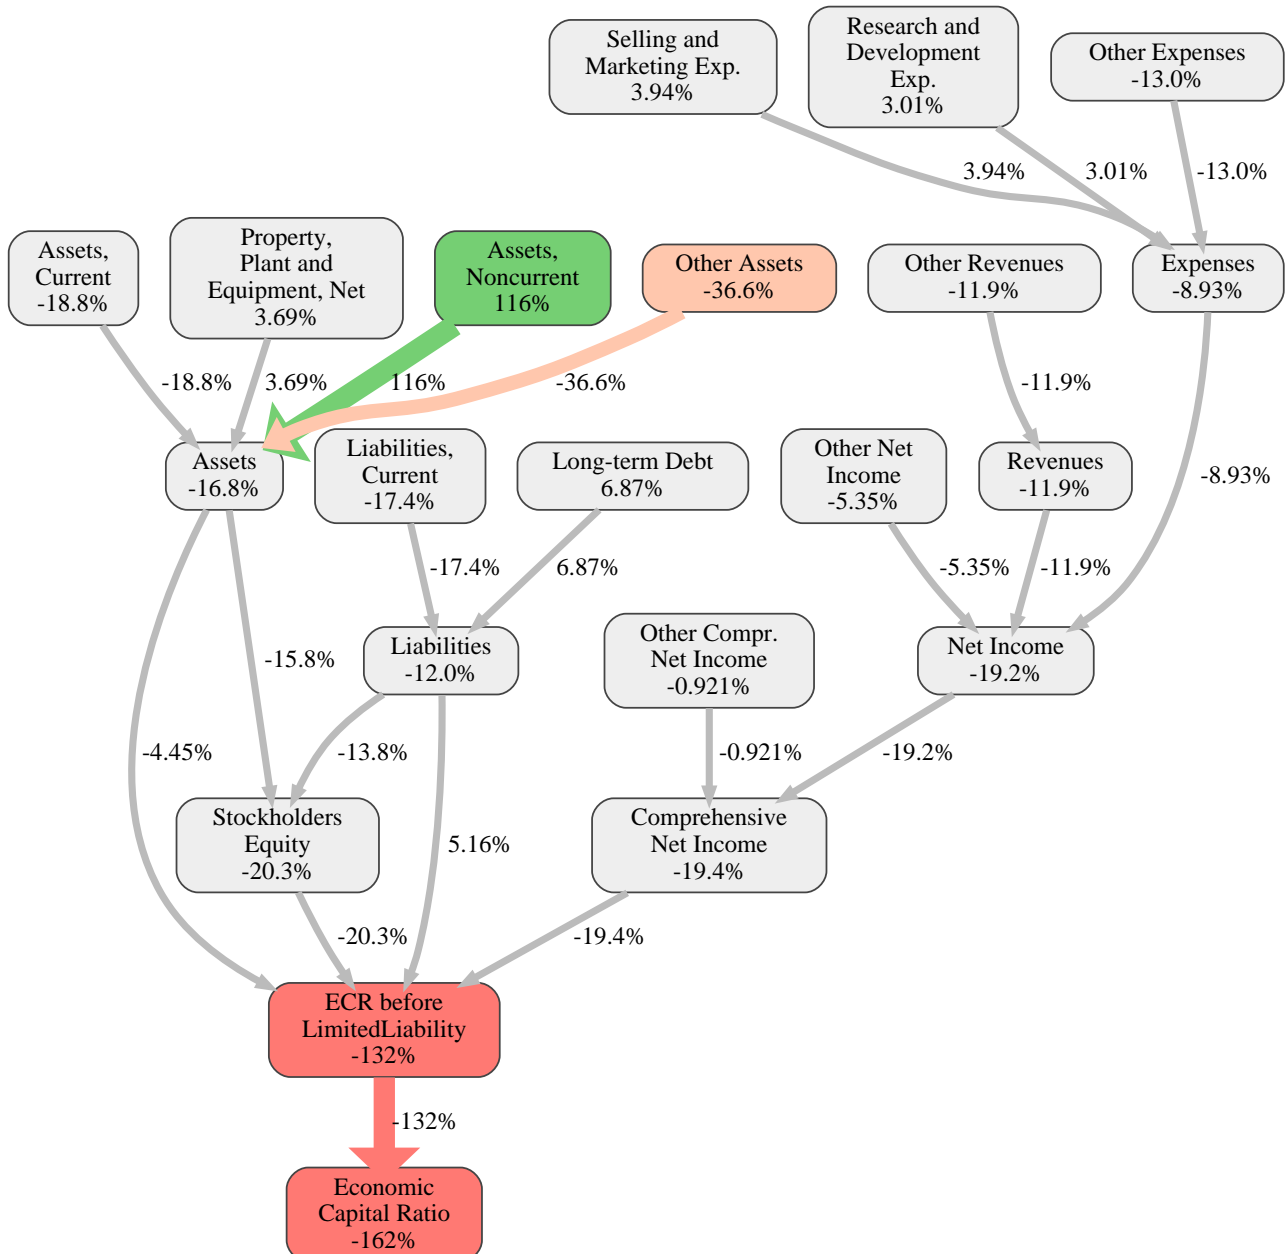 Selling and
Marketing Exp.
3.94%
Research and
Development
Exp.
3.01%
Other Expenses
-13.0%
3.94%
3.01%
-13.0%
Assets,
Current
-18.8%
Property,
Plant and
Equipment, Net
3.69%
Assets,
Noncurrent
116%
Other Assets
-36.6%
Other Revenues
-11.9%
Expenses
-8.93%
-18.8%
3.69%
116%
-36.6%
-11.9%
-8.93%
Assets
-16.8%
Liabilities,
Current
-17.4%
Long-term Debt
6.87%
Other Net
Income
-5.35%
Revenues
-11.9%
-17.4%
6.87%
-5.35%
-11.9%
-15.8%
Liabilities
-12.0%
Other Compr.
Net Income
-0.921%
Net Income
-19.2%
-4.45%
-13.8%
-0.921%
-19.2%
Stockholders
Equity
-20.3%
5.16%
Comprehensive
Net Income
-19.4%
-20.3%
-19.4%
ECR before
LimitedLiability
-132%
-132%
Economic
Capital Ratio
-162%